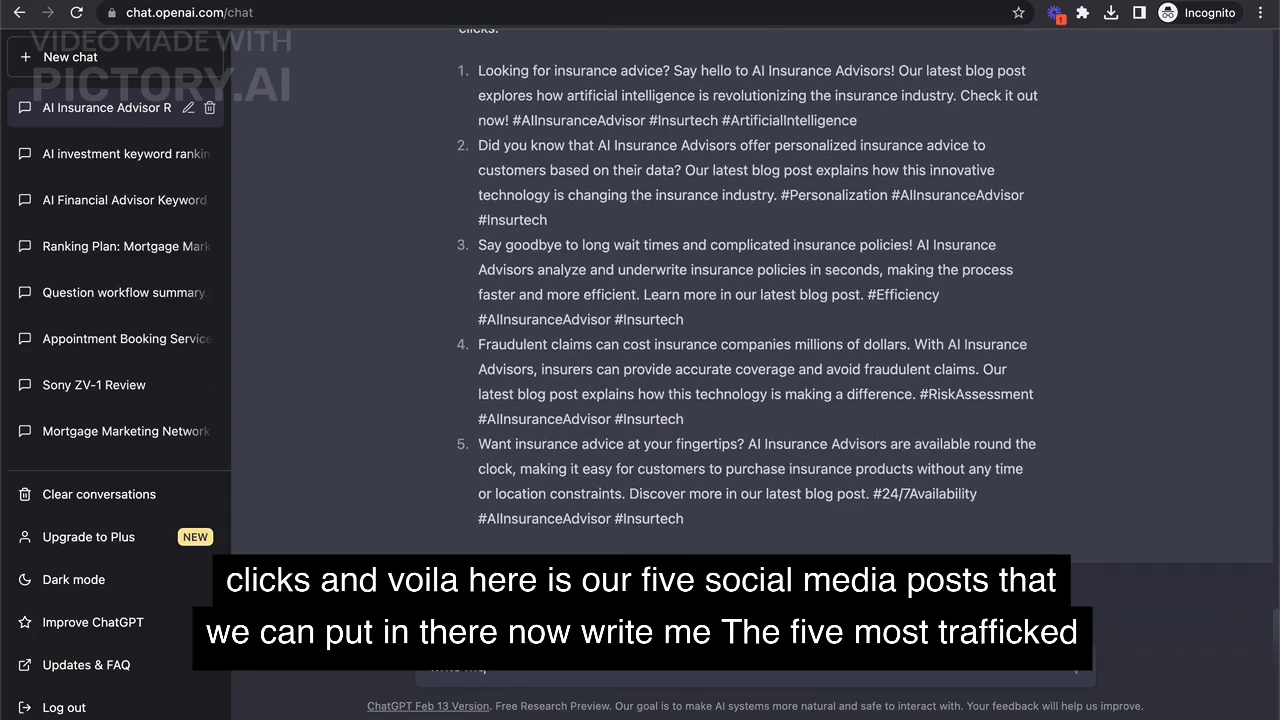 chat.openai.com/chat
Incognito
VIDEO MADE WITH
PICTORY.AI
New chat
AI Insurance Advisor R
AI investment keyword rankin
AI Financial Advisor Keyword
Ranking Plan: Mortgage Mark
Question workflow summary.
Appointment Booking Service
Sony ZV-1 Review
Mortgage Marketing Network
Clear conversations
Upgrade to Plus NEW
Dark mode
Improve ChatGPT
Updates & FAQ
Log out
clicks.
1. Looking for insurance advice? Say hello to AI Insurance Advisors! Our latest blog post
explores how artificial intelligence is revolutionizing the insurance industry. Check it out
now! #AIInsuranceAdvisor #Insurtech #ArtificialIntelligence
2. Did you know that AI Insurance Advisors offer personalized insurance advice to
customers based on their data? Our latest blog post explains how this innovative
technology is changing the insurance industry. #Personalization #AIInsuranceAdvisor
#Insurtech
3. Say goodbye to long wait times and complicated insurance policies! AI Insurance
Advisors analyze and underwrite insurance policies in seconds, making the process
faster and more efficient. Learn more in our latest blog post. #Efficiency
#AIInsuranceAdvisor #Insurtech
4. Fraudulent claims can cost insurance companies millions of dollars. With AI Insurance
Advisors, insurers can provide accurate coverage and avoid fraudulent claims. Our
latest blog post explains how this technology is making a difference. #RiskAssessment
#AIInsuranceAdvisor #Insurtech
5. Want insurance advice at your fingertips? AI Insurance Advisors are available round the
clock, making it easy for customers to purchase insurance products without any time
or location constraints. Discover more in our latest blog post. #24/7Availability
#AIInsuranceAdvisor #Insurtech
clicks and voila here is our five social media posts that
we can put in there now write me The five most trafficked
ChatGPT Feb 13 Version. Free Research Preview. Our goal is to make AI systems more natural and safe to interact with. Your feedback will help us improve.